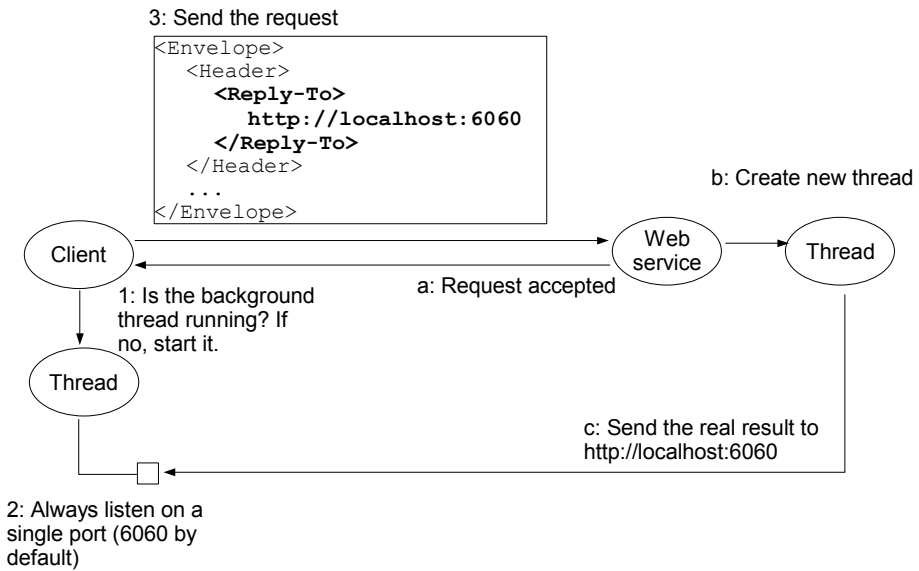 3: Send the request
<Envelope>
<Header>
<Reply-To>
http://localhost:6060
</Reply-To>
</Header>
...
</Envelope>
b: Create new thread
Client
Web
service
Thread
a: Request accepted
1: Is the background
thread running? If
no, start it.
Thread
c: Send the real result to
http://localhost:6060
2: Always listen on a
single port (6060 by
default)